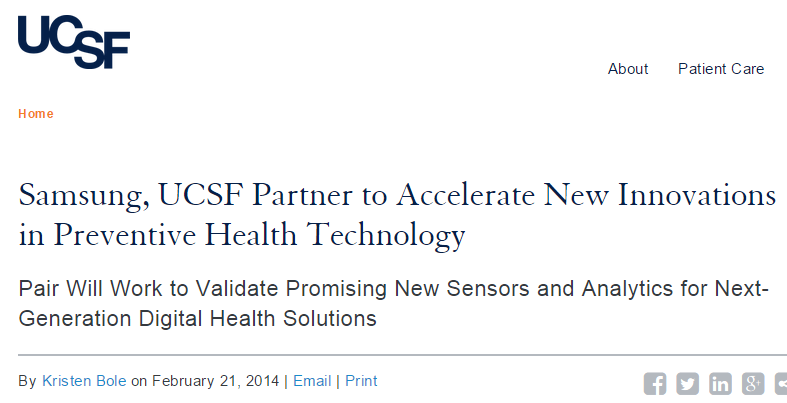 UCSF
About Patient Care
Home
Samsung, UCSF Partner to Accelerate New Innovations
in Preventive Health Technology
Pair Will Work to Validate Promising New Sensors and Analytics for Next-
Generation Digital Health Solutions
By Kristen Bole on February 21, 2014 | Email | Print